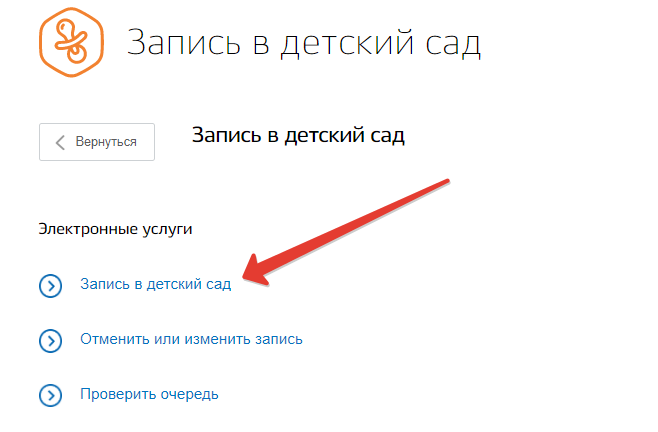 Запись в детский сад
Вернуться
Запись в детский сад
Электронные услуги
Запись в детский сад
Отменить или изменить запись
Проверить очередь